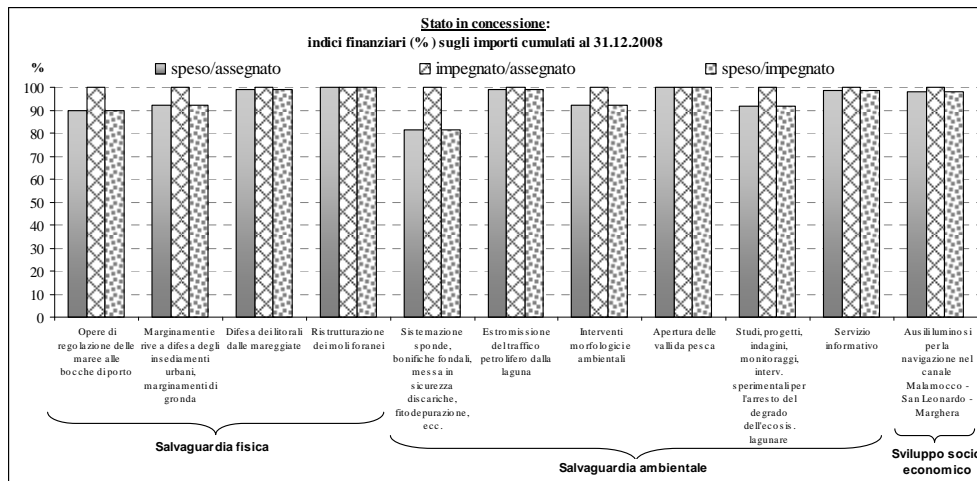 Stato in concessione:
indici finanziari (%) sugli importi cumulati al 31.12.2008
%
speso/assegnato
impegnato/assegnato
speso/impegnato
100
90
80
70
60
50
40
30
20
10
0
Opere di
regolazione delle
maree alle
bocche di porto
Marginamenti e
rive a difesa degli
insediamenti
urbani,
marginamenti di
gronda
Difesa dei litorali
dalle mareggiate
Ristrutturazione
dei moli foranei
Sistemazione
sponde,
bonifiche fondali,
messa in
sicurezza
discariche,
fitodepurazione,
ecc.
Estromissione
del traffico
petrolifero dalla
laguna
Interventi
morfologici e
ambientali
Apertura delle
valli da pesca
Studi, progetti,
indagini,
monitoraggi,
interv.
sperimentali per
l'arresto del
degrado
dell'ecosis.
lagunare
Servizio
informativo
Ausili luminosi
per la
navigazione nel
canale
Malamocco -
San Leonardo -
Marghera
Salvaguardia fisica
Salvaguardia ambientale
Sviluppo socio
economico